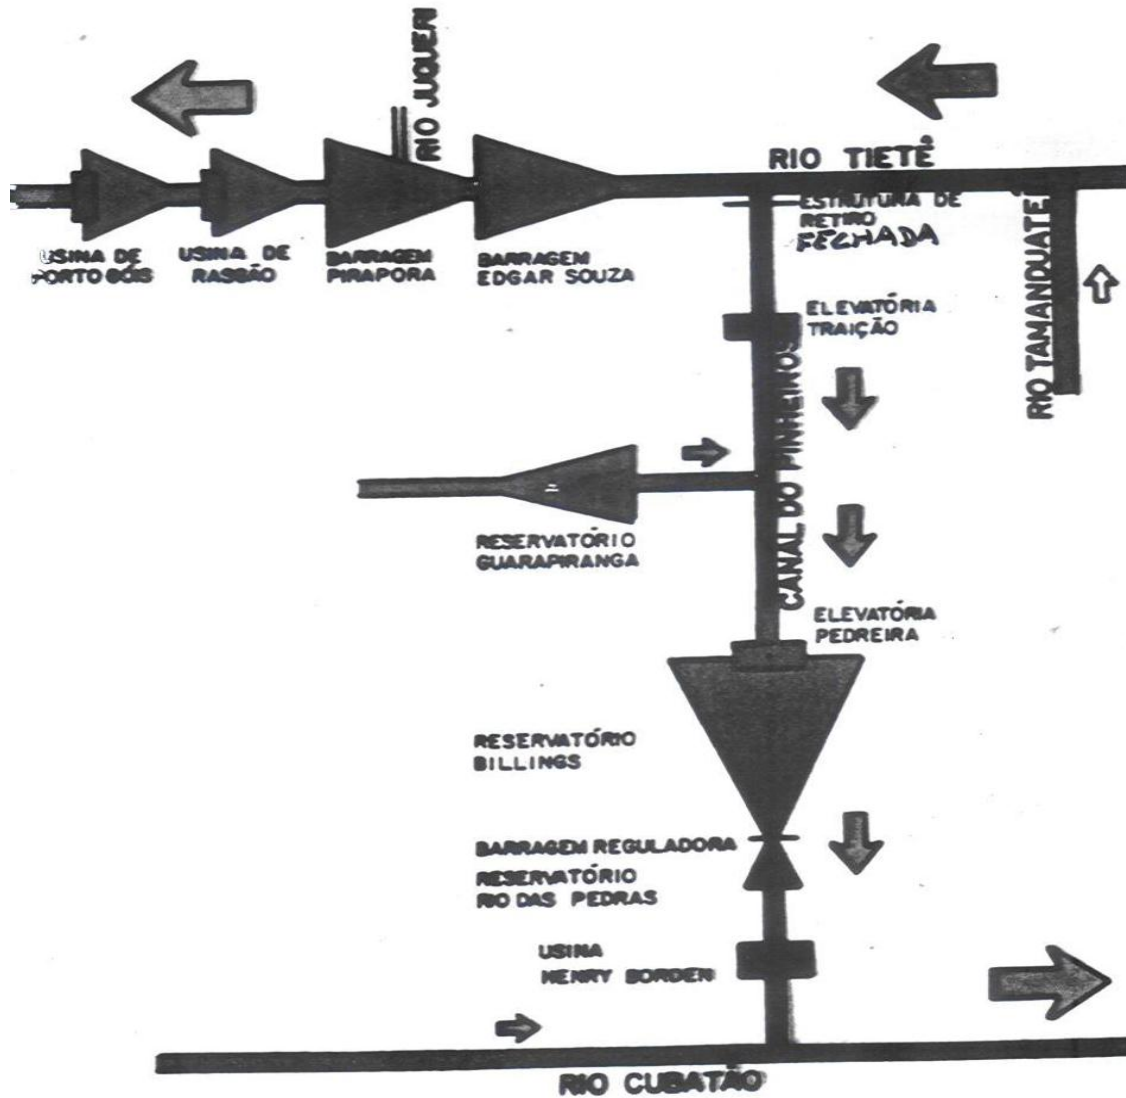 RIO JUQUERI
RIO TIETÊ
ESTRUTURA DE
RETIRO
FECHADA
USINA DE
PORTO GÓIS
USINA DE
RASGÃO
BARRAGEM
PIRAPORA
BARRAGEM
EDGAR SOUZA
RIO TAMANDUATEÍ
ELEVATÓRIA
TRAIÇÃO
CANAL DO PINHEIROS
RESERVATÓRIO
GUARAPIRANGA
ELEVATÓRIA
PEDREIRA
RESERVATÓRIO
BILLINGS
BARRAGEM REGULADORA
RESERVATÓRIO
RIO DAS PEDRAS
USINA
HENRY BORDEN
RIO CUBATÃO